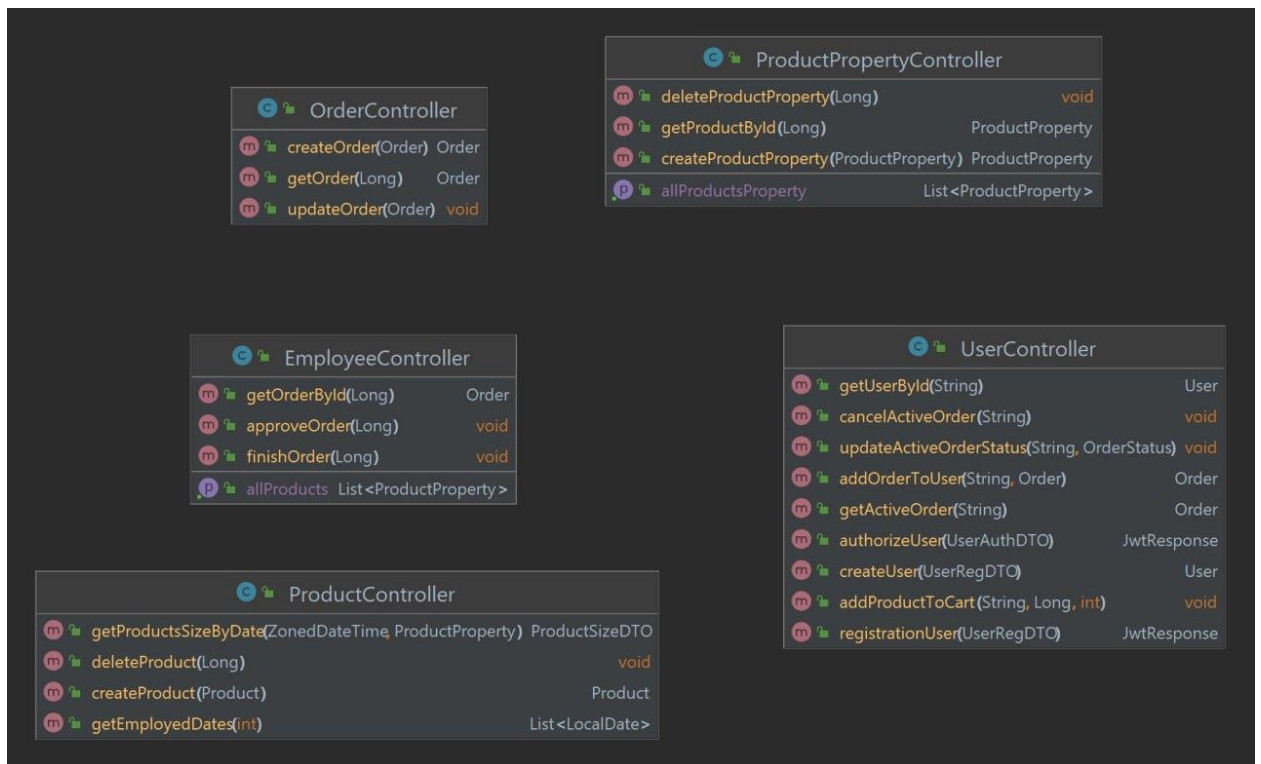 OrderController
createOrder(Order) Order
getOrder(Long) Order
updateOrder(Order) void
ProductPropertyController
deleteProductProperty(Long) void
getProductById(Long) ProductProperty
createProductProperty(ProductProperty) ProductProperty
allProductsProperty List<ProductProperty>
EmployeeController
getOrderById(Long) Order
approveOrder(Long) void
finishOrder(Long) void
allProducts List<ProductProperty>
UserController
getUserById(String) User
cancelActiveOrder(String) void
updateActiveOrderStatus(String, OrderStatus) void
addOrderToUser(String, Order) Order
getActiveOrder(String) Order
authorizeUser(UserAuthDTO) JwtResponse
createUser(UserRegDTO) User
addProductToCart(String, Long, int) void
registrationUser(UserRegDTO) JwtResponse
ProductController
getProductsSizeByDate(ZonedDateTime, ProductProperty) ProductSizeDTO
deleteProduct(Long) void
createProduct(Product) Product
getEmployedDates(int) List<LocalDate>